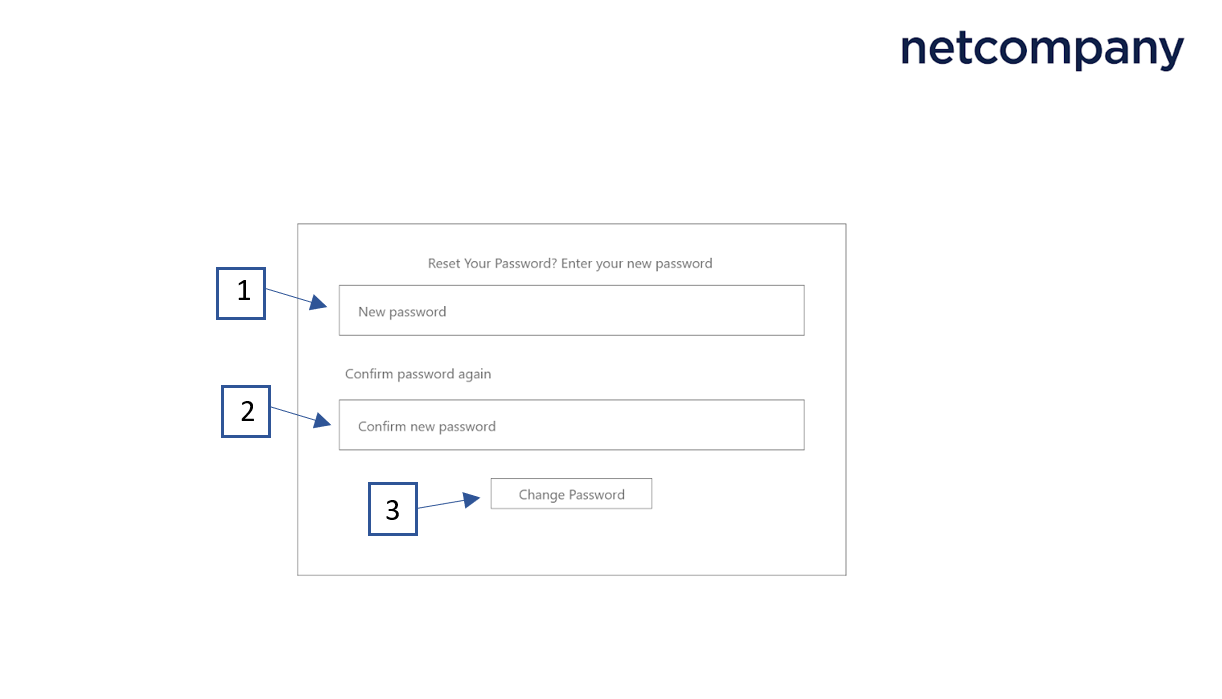 netcompany
Reset Your Password? Enter your new password
1
New password
Confirm password again
2
Confirm new password
3
Change Password